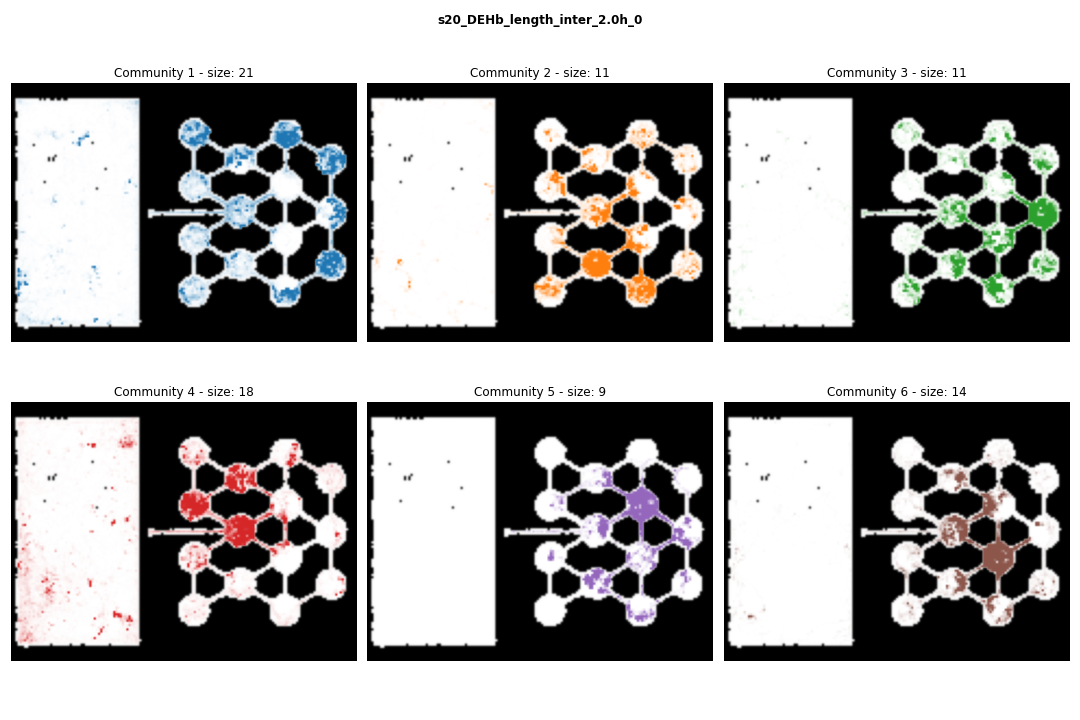 s20_DEHb_length_inter_2.0h_0
Community 1 - size: 21
Community 2 - size: 11
Community 3 - size: 11
Community 4 - size: 18
Community 5 - size: 9
Community 6 - size: 14